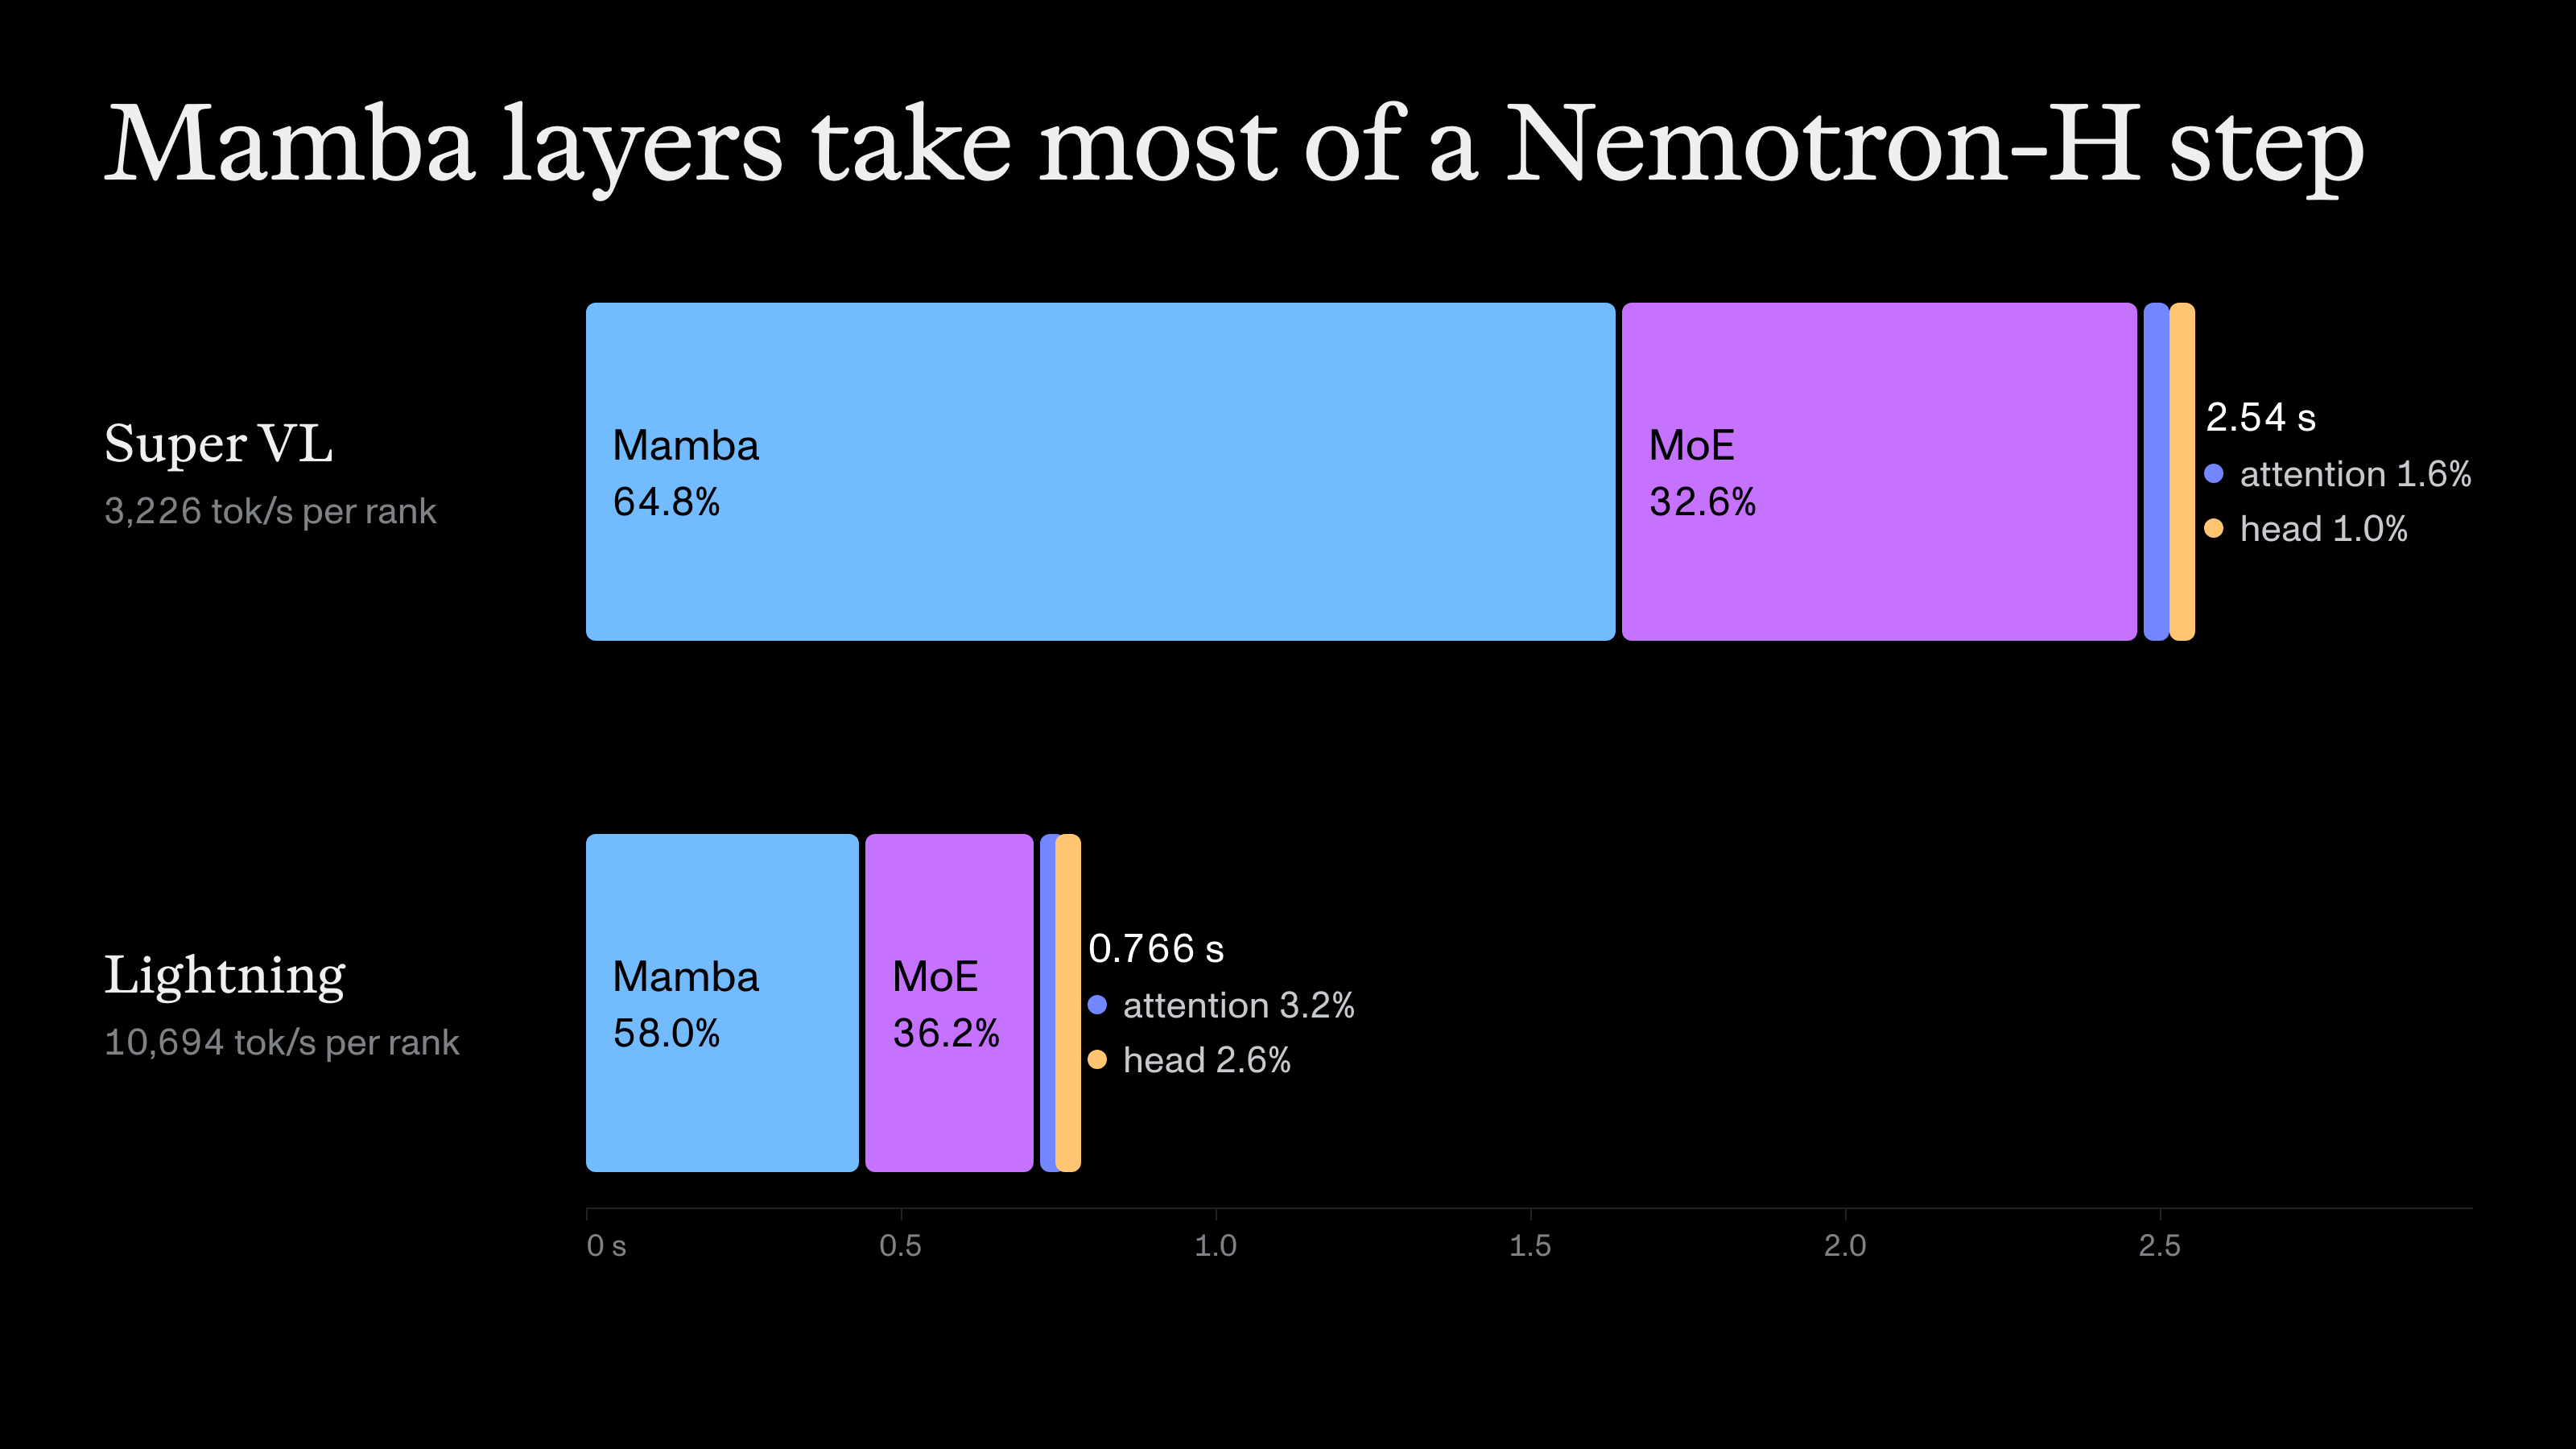 Mamba layers take most of a Nemotron-H step
Super VL
3,226 tok/s per rank
Mamba
64.8%
MoE
32.6%
2.54 s
attention 1.6%
head 1.0%
Lightning
10,694 tok/s per rank
Mamba
58.0%
MoE
36.2%
0.766 s
attention 3.2%
head 2.6%
0 s
0.5
1.0
1.5
2.0
2.5